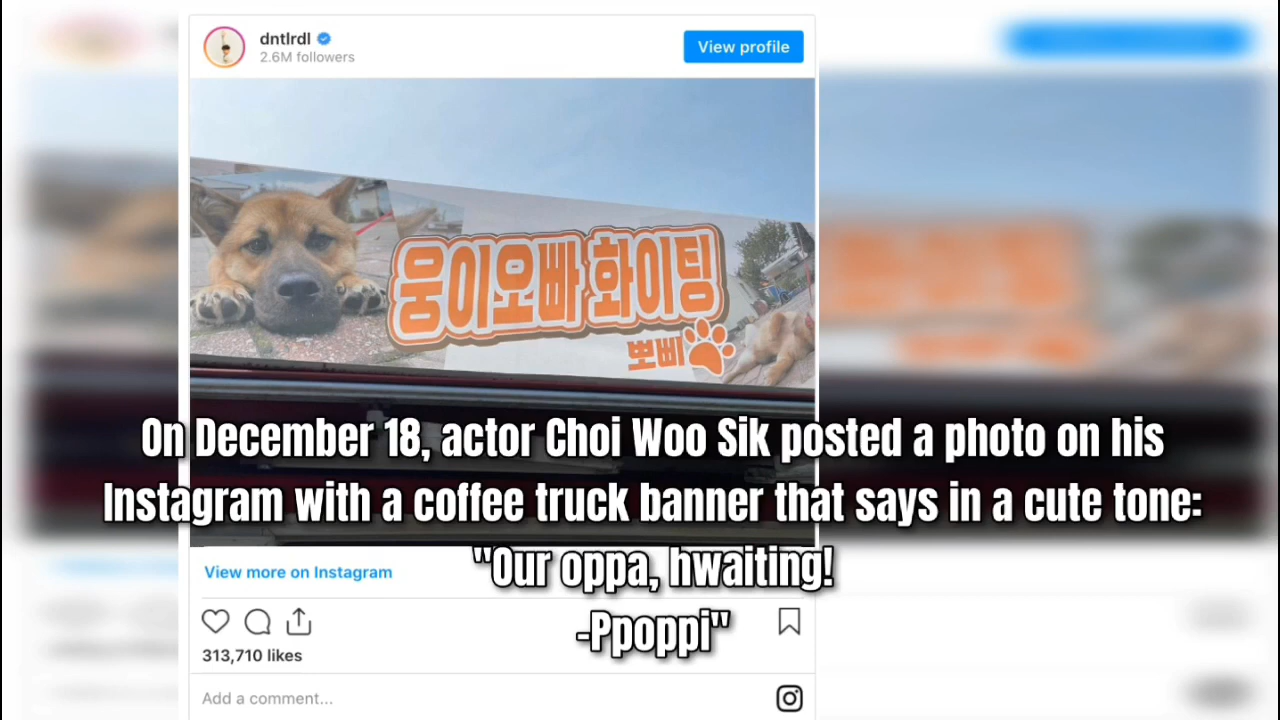 dntlrdl
2.6M followers
View profile
웅이오빠 화이팅
뽀삐
On December 18, actor Choi Woo Sik posted a photo on his
Instagram with a coffee truck banner that says in a cute tone:
"Our oppa, hwaiting!
-Ppoppi"
View more on Instagram
313,710 likes
Add a comment...